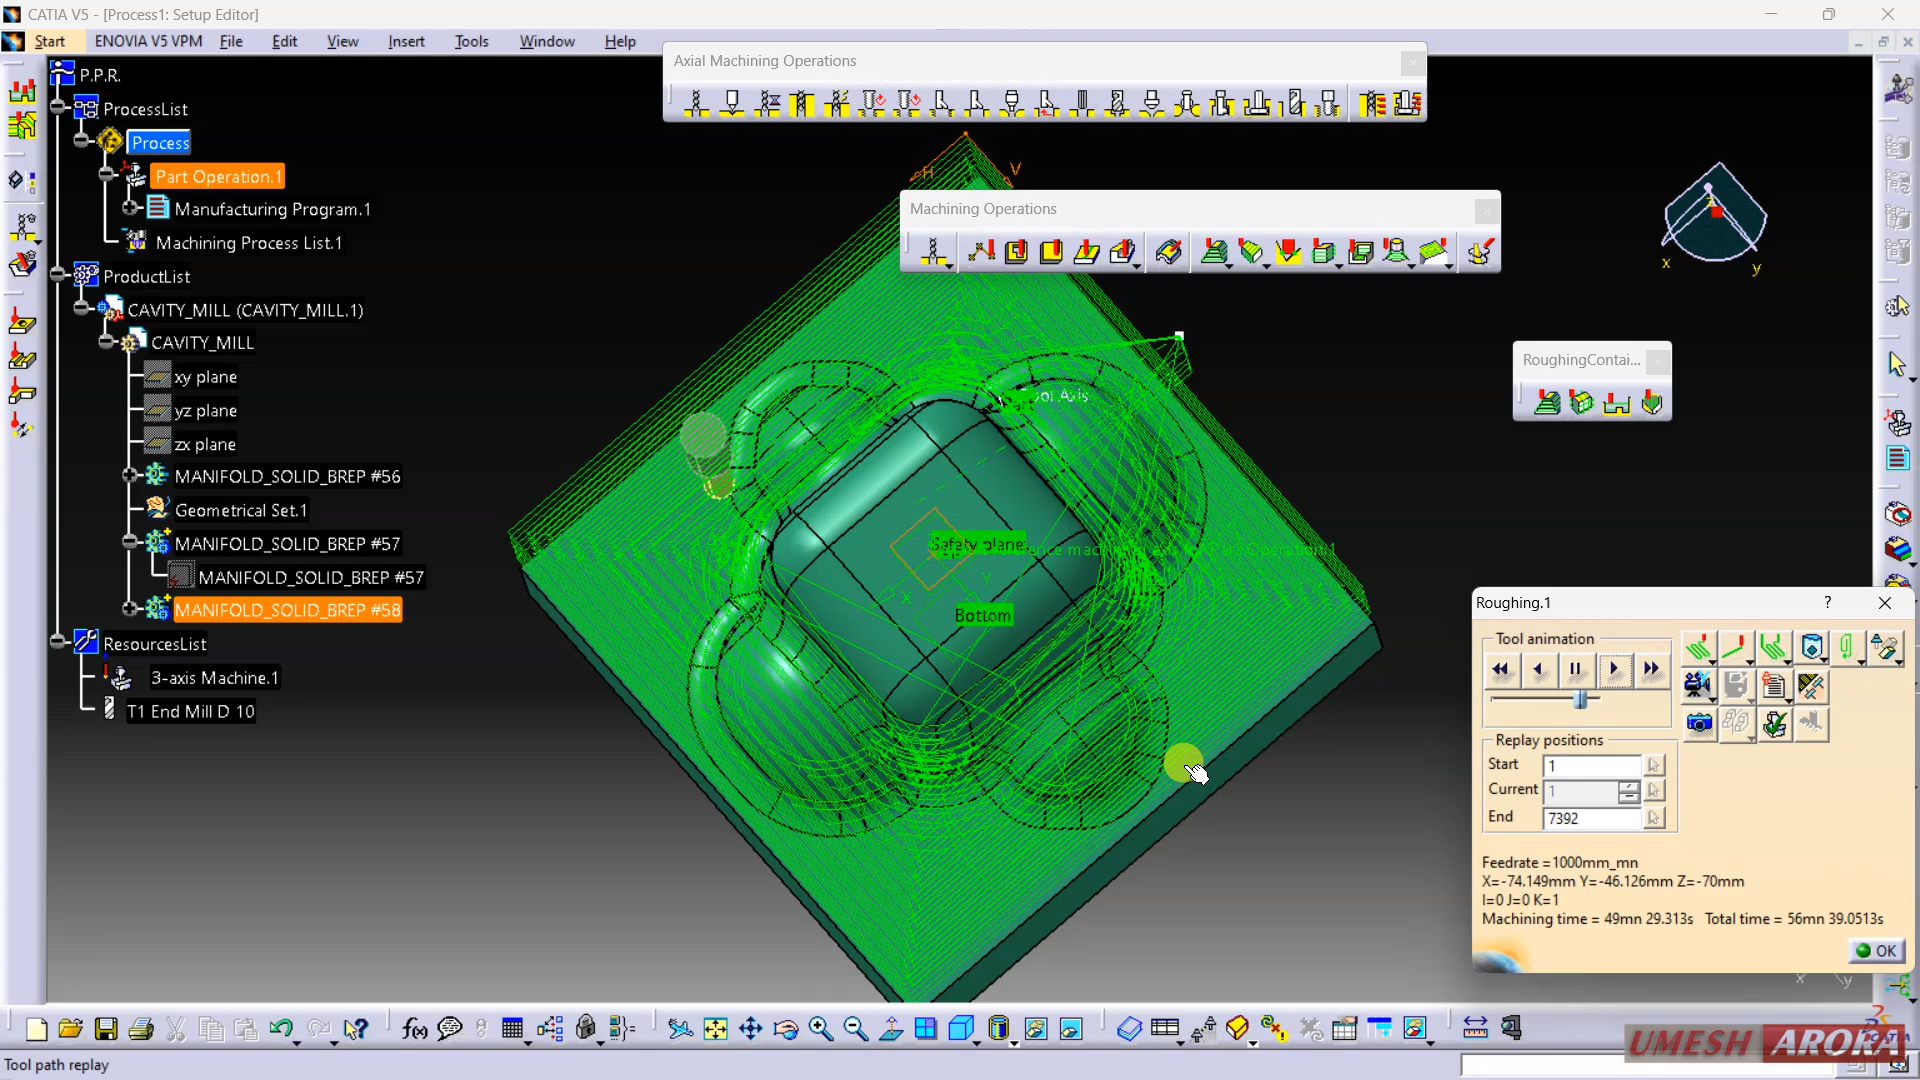 CATIA V5 - [Process1: Setup Editor]
Start ENOVIA V5 VPM File Edit View Insert Tools Window Help
Axial Machining Operations
P.P.R.
ProcessList
Process
Part Operation.1
Manufacturing Program.1
Machining Process List.1
ProductList
CAVITY_MILL (CAVITY_MILL.1)
CAVITY_MILL
xy plane
yz plane
zx plane
MANIFOLD_SOLID_BREP #56
Geometrical Set.1
MANIFOLD_SOLID_BREP #57
MANIFOLD_SOLID_BREP #57
MANIFOLD_SOLID_BREP #58
ResourcesList
3-axis Machine.1
T1 End Mill D 10
H V
Machining Operations
z
x y
RoughingContai...
Tool Axis
Safety plane
Bottom
X Y
Roughing.1
?
Tool animation
Replay positions
Start 1
Current 1
End 7392
Feedrate =1000mm_mn
X=-74.149mm Y=-46.126mm Z=-70mm
I=0 J=0 K=1
Machining time = 49mn 29.313s Total time = 56mn 39.0513s
OK
x y
f(x)
UMESH ARORA
CATIA
Tool path replay